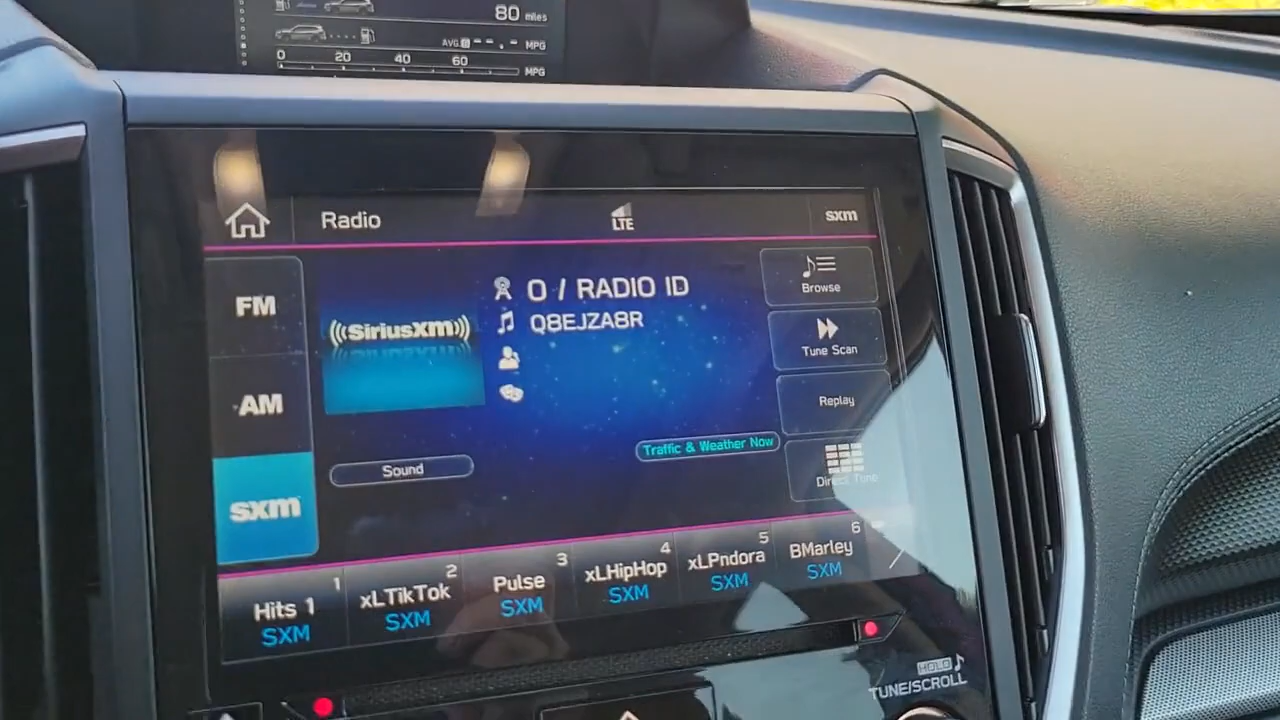 80 miles
AVG.B --.- MPG
0 20 40 60 MPG
Radio LTE sxm
FM
AM
sxm
((SiriusXM))
0 / RADIO ID
Q8EJZA8R
Browse
Tune Scan
Replay
Direct Tune
Traffic & Weather Now
Sound
1 Hits 1 SXM
2 xLTikTok SXM
3 Pulse SXM
4 xLHipHop SXM
5 xLPndora SXM
6 BMarley SXM
HOLD
TUNE/SCROLL